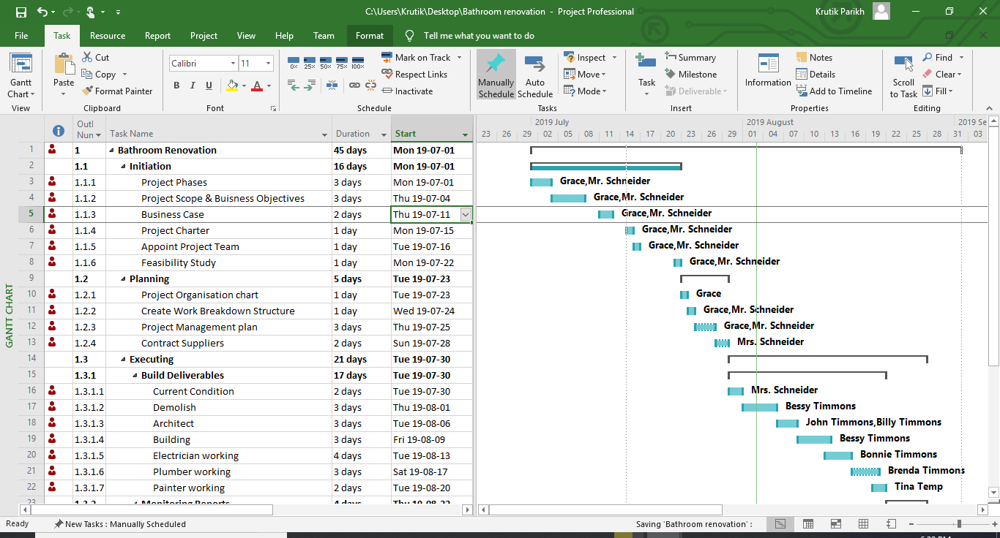 C:\Users\Krutik\Desktop\Bathroom renovation - Project Professional
Krutik Parikh
File Task Resource Report Project View Help Team Format Tell me what you want to do
Gantt Chart
View
Paste
Cut
Copy
Format Painter
Clipboard
Calibri 11
B I U A
Font
0% 25% 50% 75% 100%
Mark on Track
Respect Links
Inactivate
Schedule
Manually Schedule
Auto Schedule
Inspect
Move
Mode
Tasks
Task
Summary
Milestone
Deliverable
Insert
Information
Notes
Details
Add to Timeline
Properties
Scroll to Task
Find
Clear
Fill
Editing
Outl Nun Task Name Duration Start
2019 July 2019 August 2019 Se
23 26 29 02 05 08 11 14 17 20 23 26 29 01 04 07 10 13 16 19 22 25 28 31 03
GANTT CHART
1 1 Bathroom Renovation 45 days Mon 19-07-01
2 1.1 Initiation 16 days Mon 19-07-01
3 1.1.1 Project Phases 3 days Mon 19-07-01 Grace,Mr. Schneider
4 1.1.2 Project Scope & Buisness Objectives 3 days Thu 19-07-04 Grace,Mr. Schneider
5 1.1.3 Business Case 2 days Thu 19-07-11 Grace,Mr. Schneider
6 1.1.4 Project Charter 1 day Mon 19-07-15 Grace,Mr. Schneider
7 1.1.5 Appoint Project Team 1 day Tue 19-07-16 Grace,Mr. Schneider
8 1.1.6 Feasibility Study 1 day Mon 19-07-22 Grace,Mr. Schneider
9 1.2 Planning 5 days Tue 19-07-23
10 1.2.1 Project Organisation chart 1 day Tue 19-07-23 Grace
11 1.2.2 Create Work Breakdown Structure 1 day Wed 19-07-24 Grace,Mr. Schneider
12 1.2.3 Project Management plan 3 days Thu 19-07-25 Grace,Mr. Schneider
13 1.2.4 Contract Suppliers 2 days Sun 19-07-28 Mrs. Schneider
14 1.3 Executing 21 days Tue 19-07-30
15 1.3.1 Build Deliverables 17 days Tue 19-07-30
16 1.3.1.1 Current Condition 2 days Tue 19-07-30 Mrs. Schneider
17 1.3.1.2 Demolish 3 days Thu 19-08-01 Bessy Timmons
18 1.3.1.3 Architect 3 days Tue 19-08-06 John Timmons,Billy Timmons
19 1.3.1.4 Building 3 days Fri 19-08-09 Bessy Timmons
20 1.3.1.5 Electrician working 4 days Tue 19-08-13 Bonnie Timmons
21 1.3.1.6 Plumber working 3 days Sat 19-08-17 Brenda Timmons
22 1.3.1.7 Painter working 2 days Tue 19-08-20 Tina Temp
23 1.3.2 Monitoring Reports 4 days Thu 19-08-22
Ready New Tasks : Manually Scheduled Saving 'Bathroom renovation' :